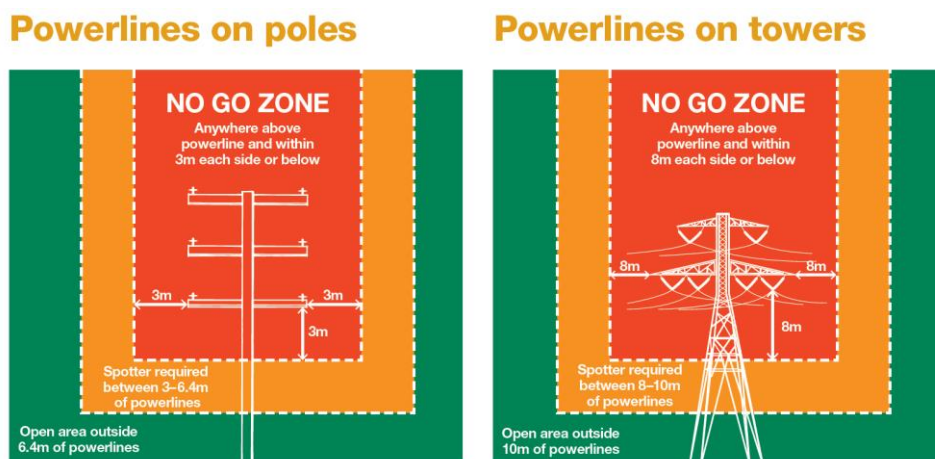 Powerlines on poles
NO GO ZONE
Anywhere above
powerline and within
3m each side or below
3m
3m
3m
Spotter required
between 3–6.4m
of powerlines
Open area outside
6.4m of powerlines
Powerlines on towers
NO GO ZONE
Anywhere above
powerline and within
8m each side or below
8m
8m
8m
Spotter required
between 8–10m
of powerlines
Open area outside
10m of powerlines